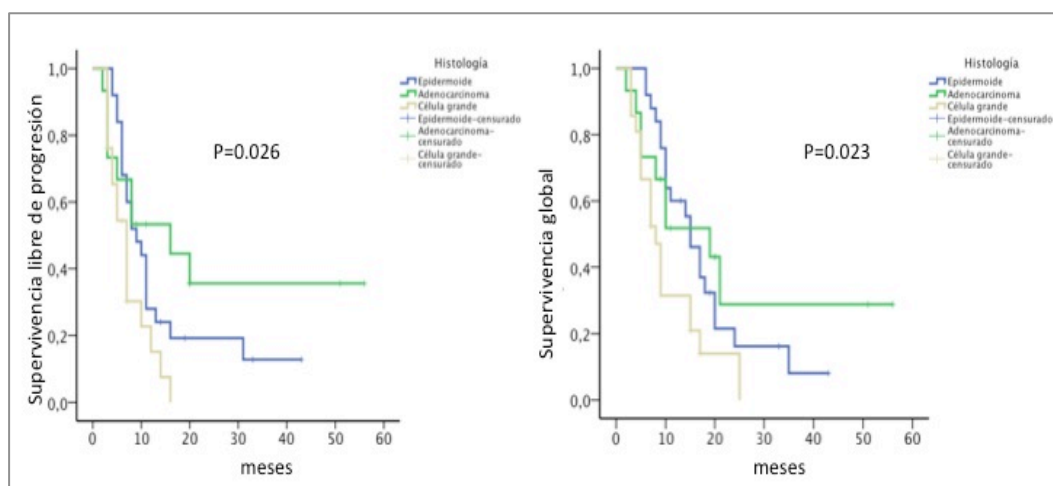 Supervivencia libre de progresión
1,0
0,8
0,6
0,4
0,2
0,0
0 10 20 30 40 50 60
meses
P=0.026
Histología
Epidermoide
Adenocarcinoma
Célula grande
Epidermoide-censurado
Adenocarcinoma-
censurado
Célula grande-
censurado
Supervivencia global
1,0
0,8
0,6
0,4
0,2
0,0
0 10 20 30 40 50 60
meses
P=0.023
Histología
Epidermoide
Adenocarcinoma
Célula grande
Epidermoide-censurado
Adenocarcinoma-
censurado
Célula grande-
censurado